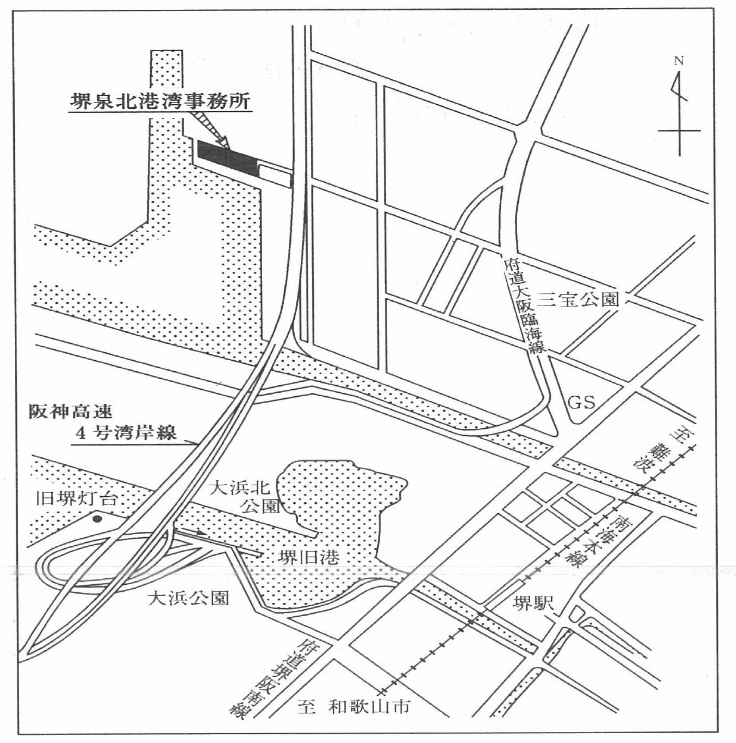 N
堺泉北港湾事務所
府道大阪臨海線
三宝公園
GS
阪神高速
4号湾岸線
至 難波
大浜北
公園
旧堺灯台
南海本線
堺旧港
大浜公園
堺駅
府道堺阪南線
至 和歌山市